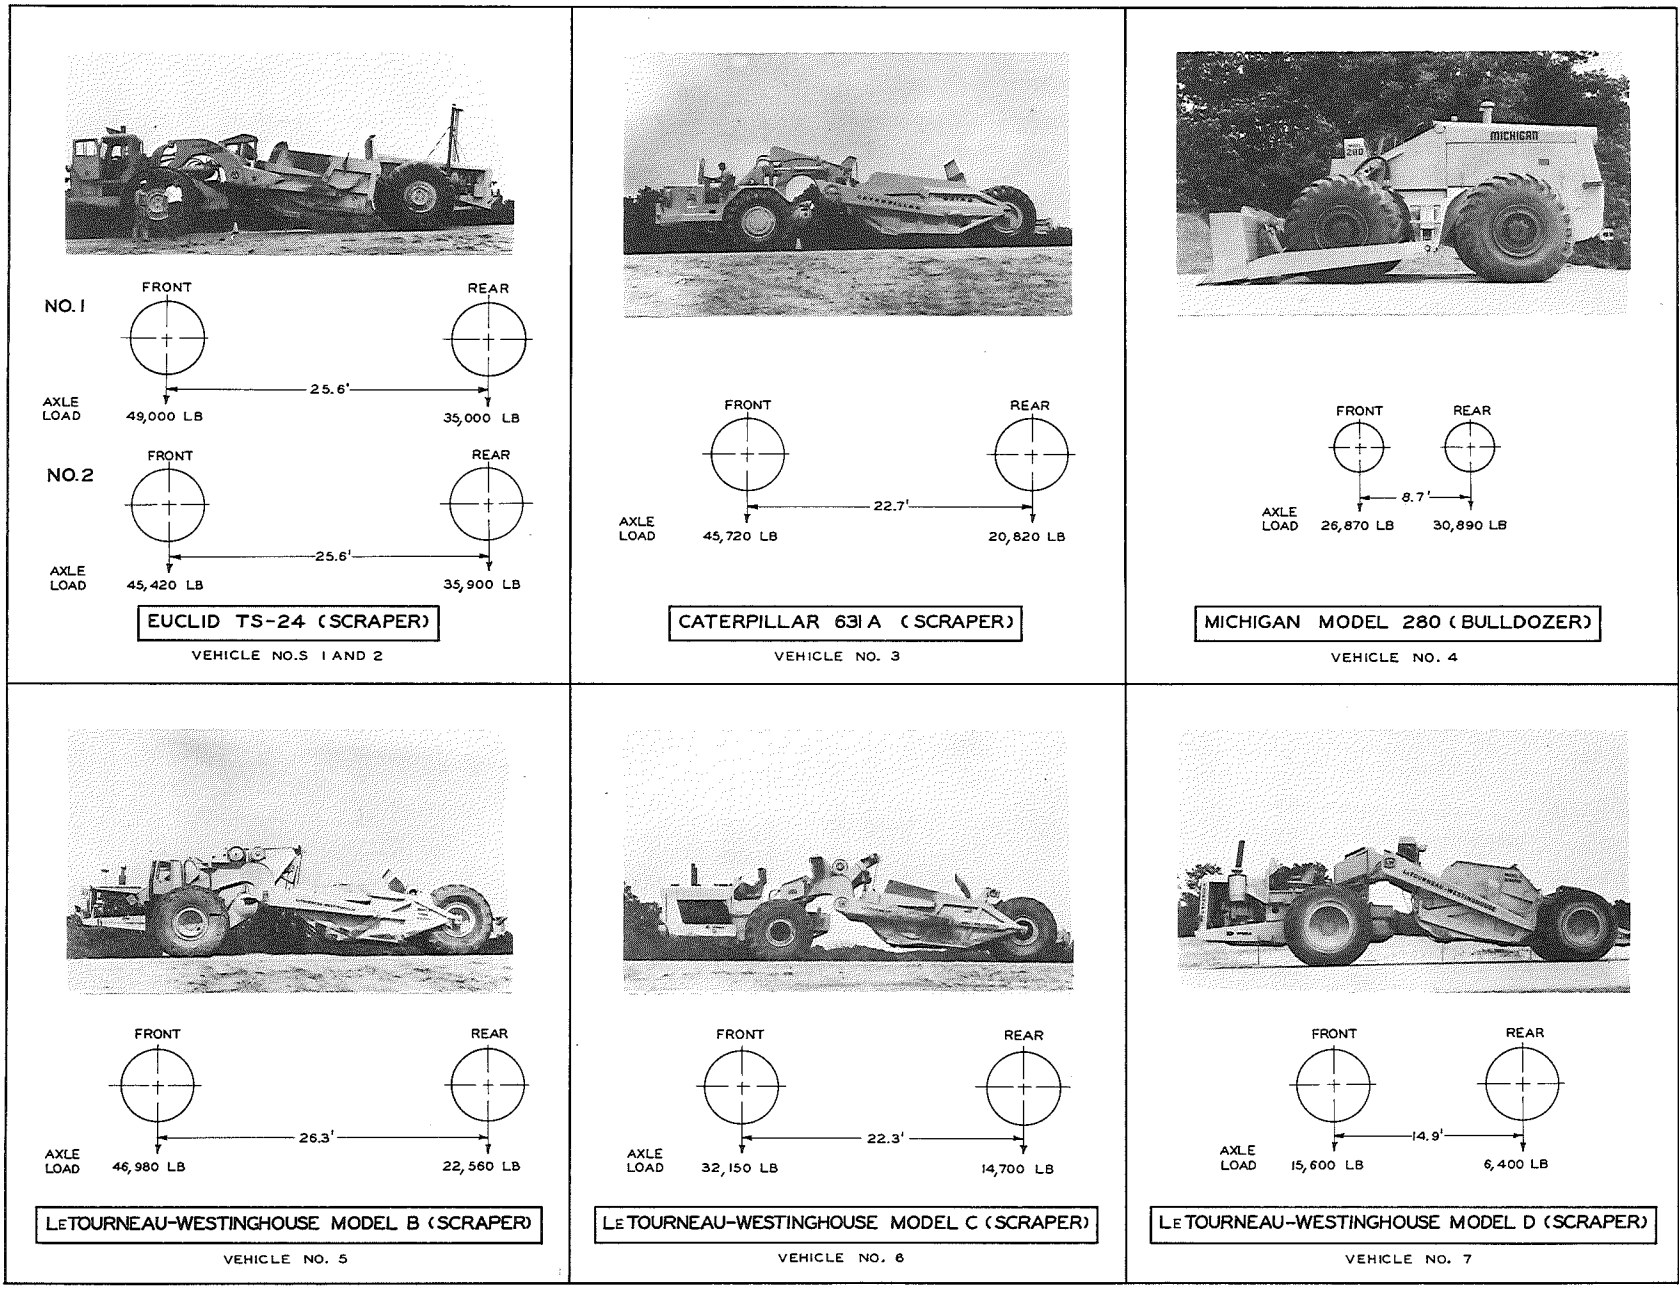 NO. 1
FRONT
REAR
25.6'
AXLE
LOAD
49,000 LB
35,000 LB
NO. 2
FRONT
REAR
25.6'
AXLE
LOAD
45,420 LB
35,900 LB
EUCLID TS-24 (SCRAPER)
VEHICLE NO.S 1 AND 2
FRONT
REAR
22.7'
AXLE
LOAD
45,720 LB
20,820 LB
CATERPILLAR 631A (SCRAPER)
VEHICLE NO. 3
MICHIGAN
280
FRONT
REAR
8.7'
AXLE
LOAD
26,870 LB
30,890 LB
MICHIGAN MODEL 280 (BULLDOZER)
VEHICLE NO. 4
FRONT
REAR
26.3'
AXLE
LOAD
46,980 LB
22,560 LB
LETOURNEAU-WESTINGHOUSE MODEL B (SCRAPER)
VEHICLE NO. 5
FRONT
REAR
22.3'
AXLE
LOAD
32,150 LB
14,700 LB
LETOURNEAU-WESTINGHOUSE MODEL C (SCRAPER)
VEHICLE NO. 6
LETOURNEAU-WESTINGHOUSE
FRONT
REAR
14.9'
AXLE
LOAD
15,600 LB
6,400 LB
LETOURNEAU-WESTINGHOUSE MODEL D (SCRAPER)
VEHICLE NO. 7